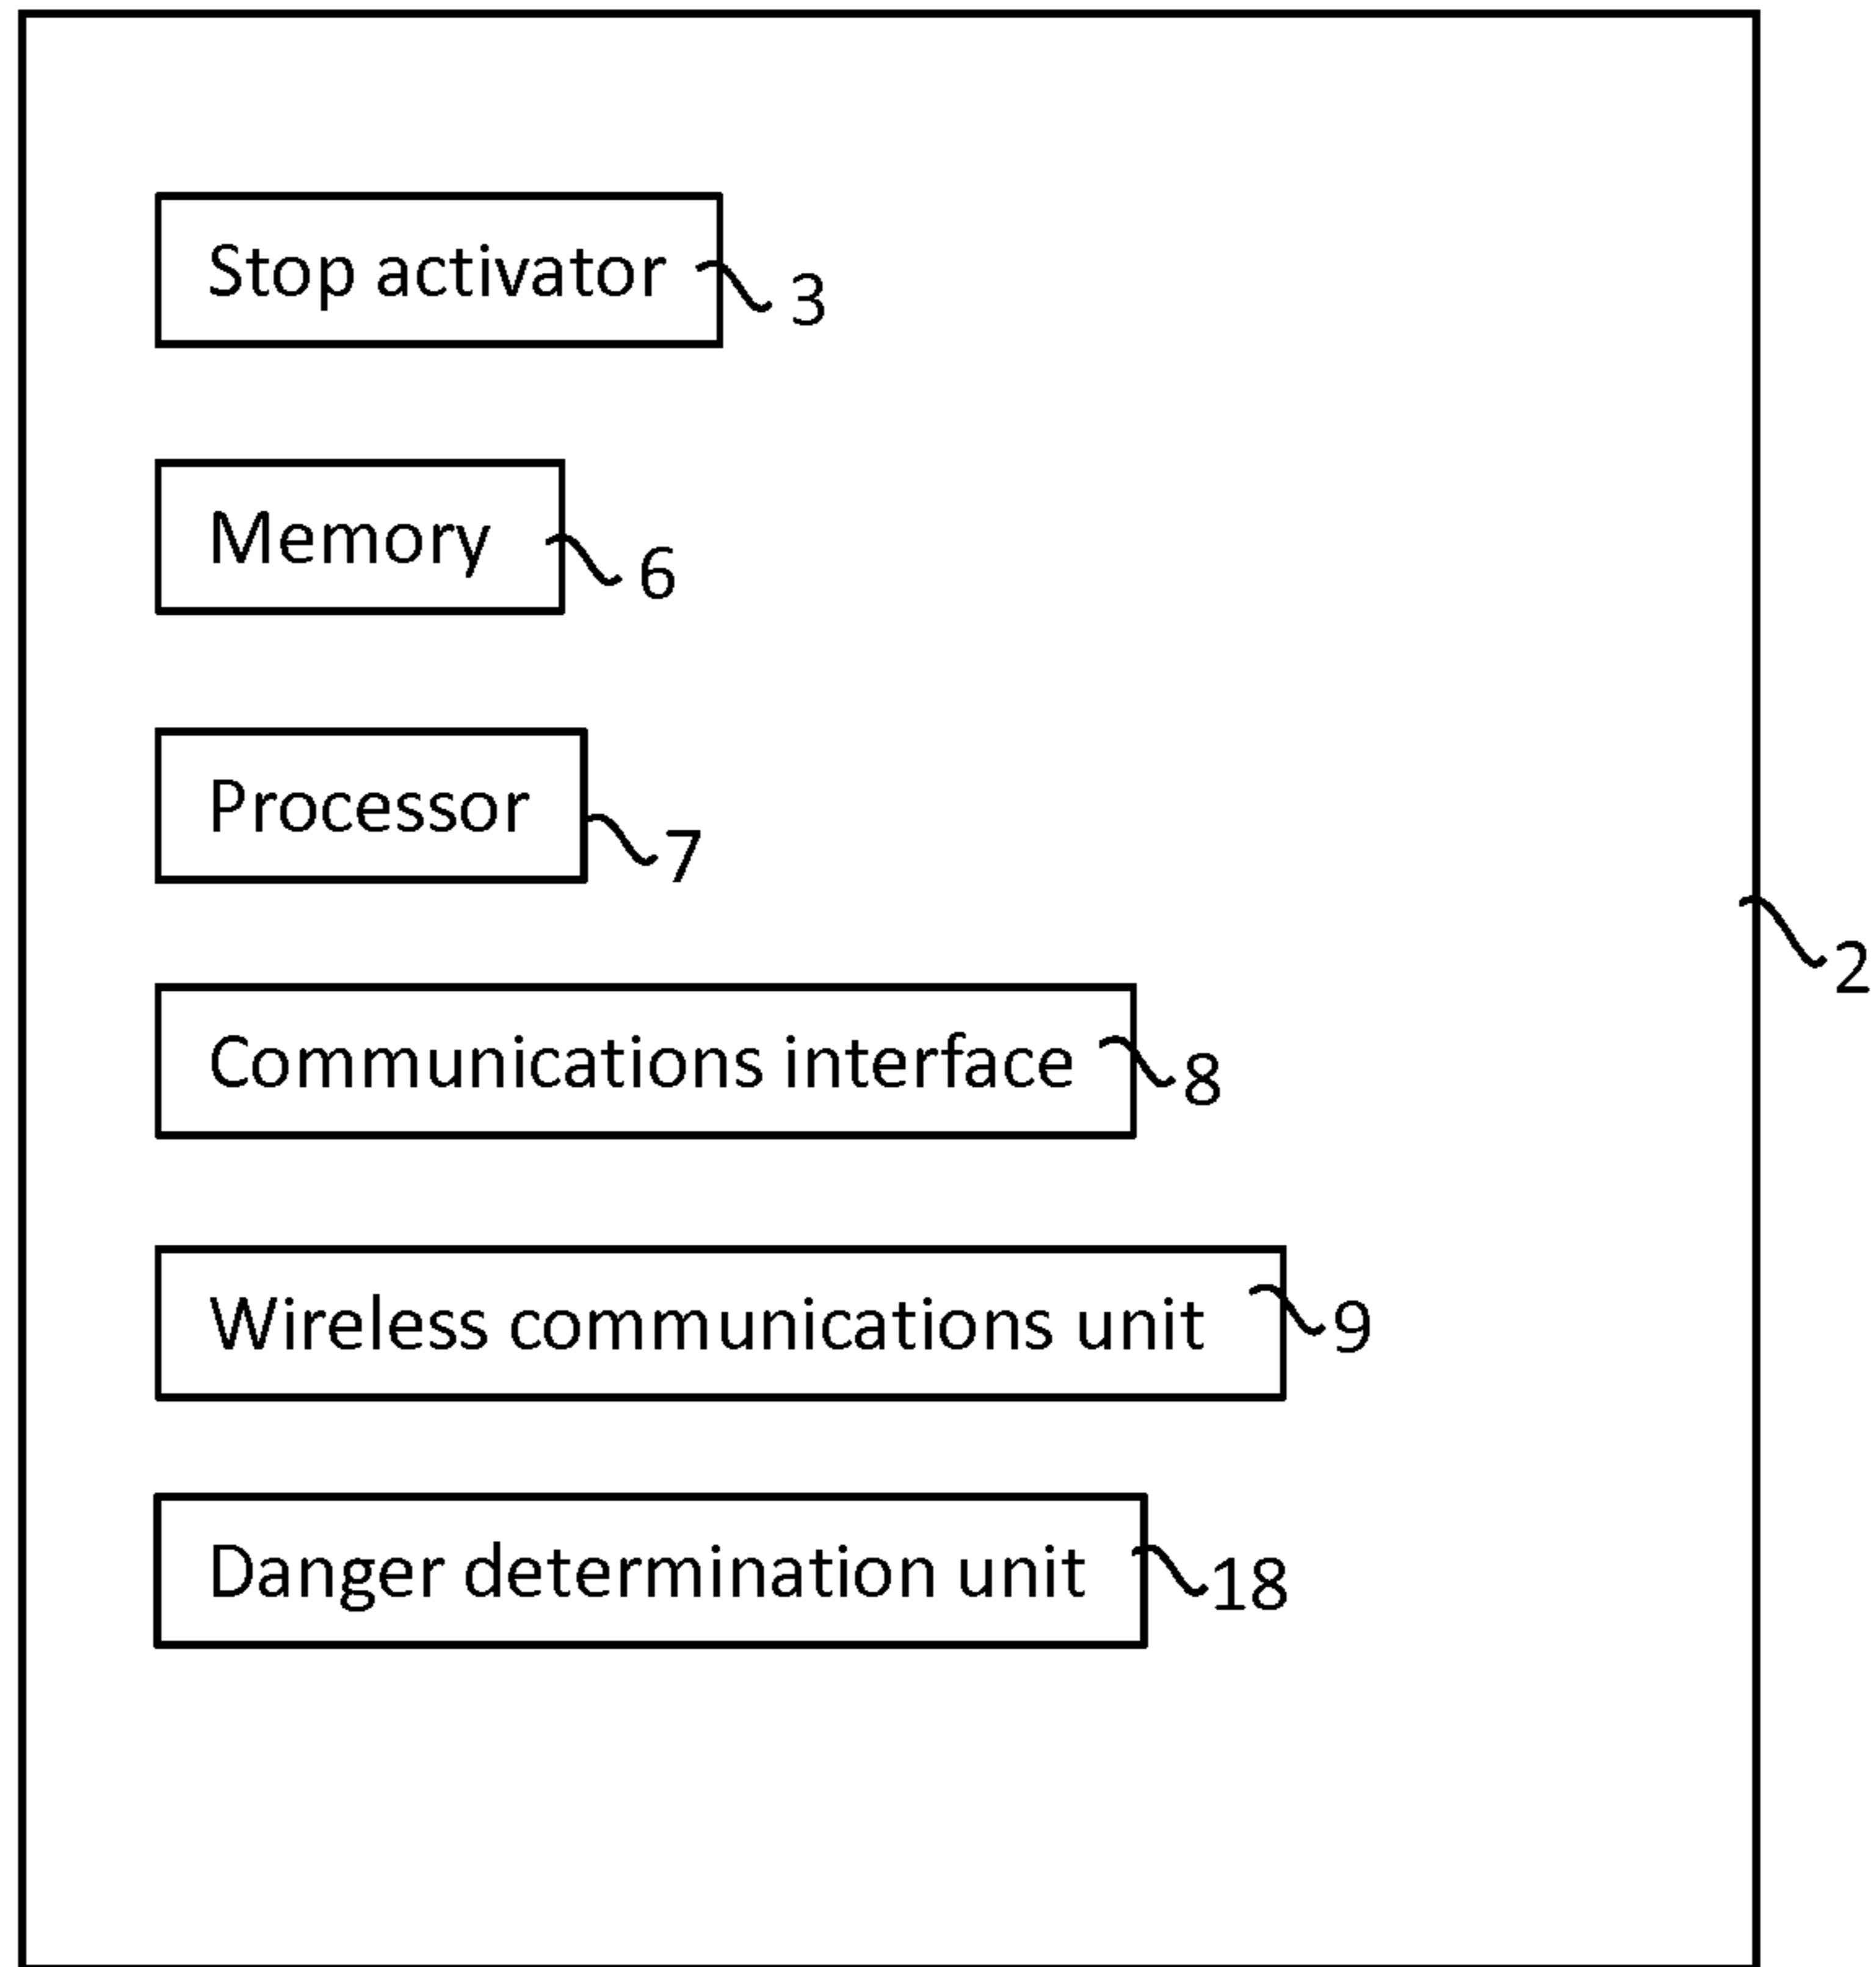 Stop activator
3
Memory
6
Processor
7
2
Communications interface
8
Wireless communications unit
9
Danger determination unit
18